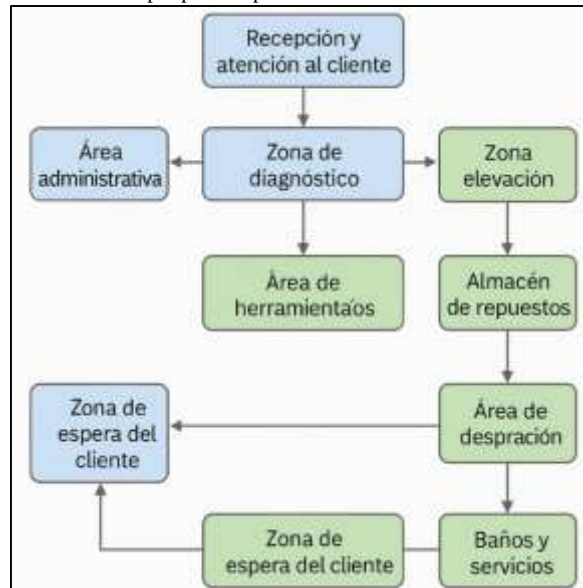 Recepción y
atención al cliente
Área
administrativa
Zona de
diagnóstico
Zona
elevación
Área de
herramientaíos
Almacén
de repuestos
Zona de
espera del
cliente
Área de
despración
Zona de
espera del cliente
Baños y
servicios